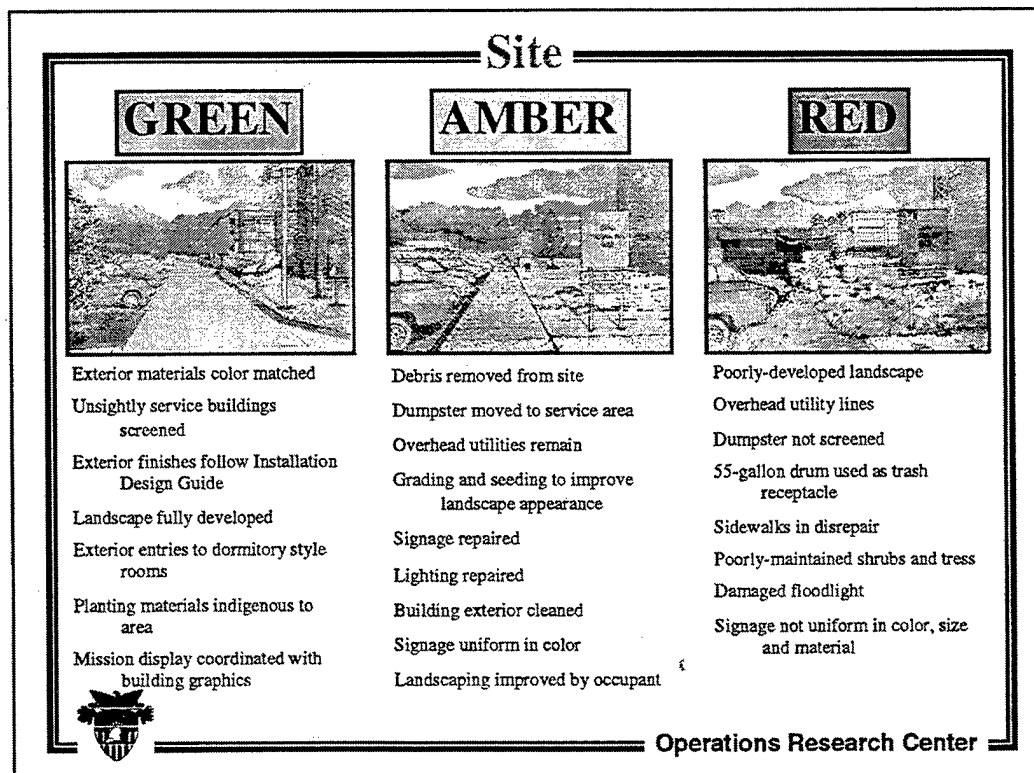 Site
GREEN
AMBER
RED
Exterior materials color matched
Unsightly service buildings
screened
Exterior finishes follow Installation
Design Guide
Landscape fully developed
Exterior entries to dormitory style
rooms
Planting materials indigenous to
area
Mission display coordinated with
building graphics
Debris removed from site
Dumpster moved to service area
Overhead utilities remain
Grading and seeding to improve
landscape appearance
Signage repaired
Lighting repaired
Building exterior cleaned
Signage uniform in color
Landscaping improved by occupant
Poorly-developed landscape
Overhead utility lines
Dumpster not screened
55-gallon drum used as trash
receptacle
Sidewalks in disrepair
Poorly-maintained shrubs and tress
Damaged floodlight
Signage not uniform in color, size
and material
Operations Research Center